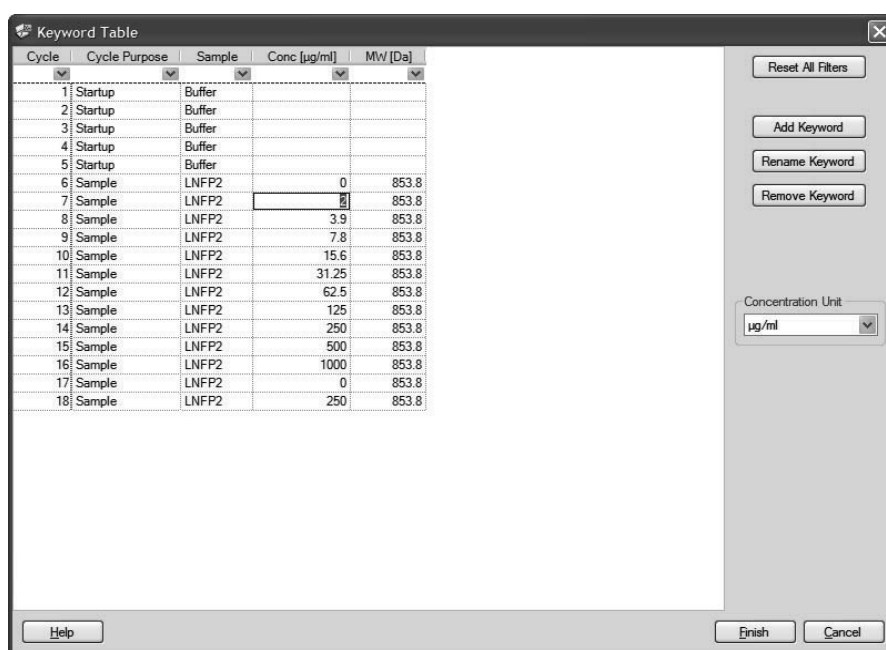 Keyword Table
Cycle Cycle Purpose Sample Conc [µg/ml] MW [Da]
1 Startup Buffer
2 Startup Buffer
3 Startup Buffer
4 Startup Buffer
5 Startup Buffer
6 Sample LNFP2 0 853.8
7 Sample LNFP2 2 853.8
8 Sample LNFP2 3.9 853.8
9 Sample LNFP2 7.8 853.8
10 Sample LNFP2 15.6 853.8
11 Sample LNFP2 31.25 853.8
12 Sample LNFP2 62.5 853.8
13 Sample LNFP2 125 853.8
14 Sample LNFP2 250 853.8
15 Sample LNFP2 500 853.8
16 Sample LNFP2 1000 853.8
17 Sample LNFP2 0 853.8
18 Sample LNFP2 250 853.8
Reset All Filters
Add Keyword
Rename Keyword
Remove Keyword
Concentration Unit
µg/ml
Help Finish Cancel